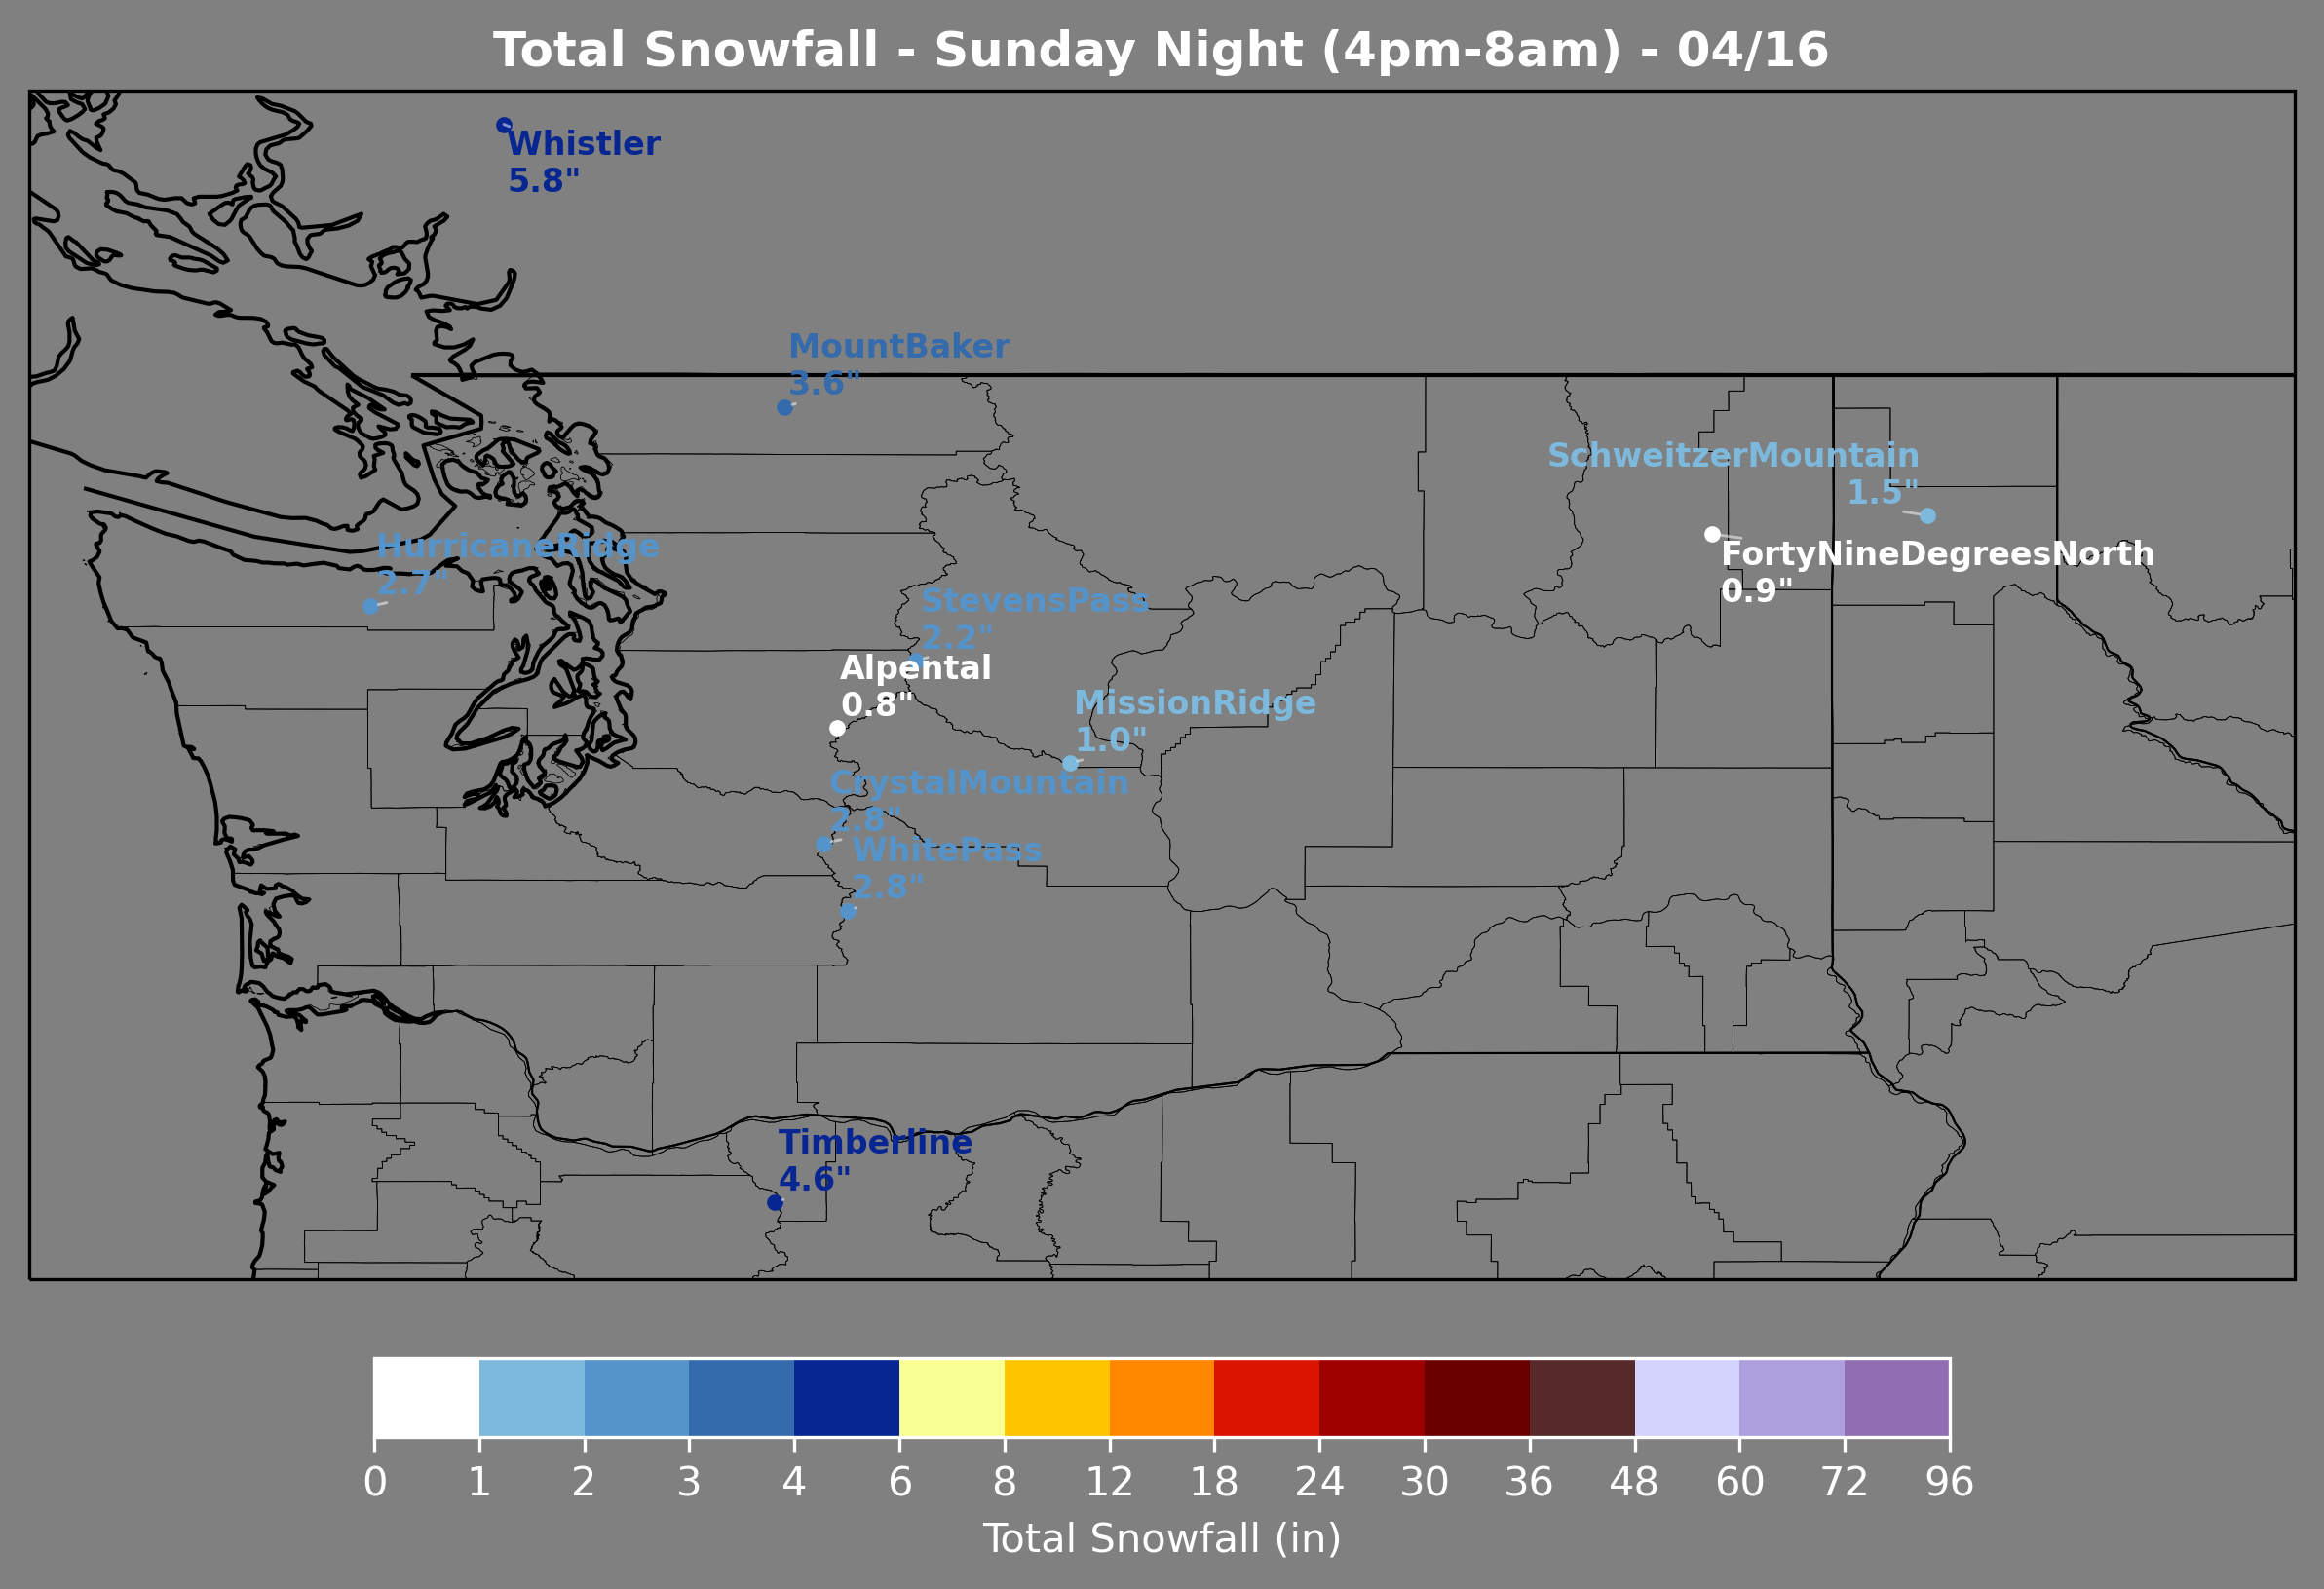 Total Snowfall - Sunday Night (4pm-8am) - 04/16
Whistler
5.8"
MountBaker
3.6"
SchweitzerMountain
1.5"
HurricaneRidge
2.7"
FortyNineDegreesNorth
0.9"
StevensPass
2.2"
Alpental
0.8"
MissionRidge
1.0"
CrystalMountain
2.8"
WhitePass
2.8"
Timberline
4.6"
0 1 2 3 4 6 8 12 18 24 30 36 48 60 72 96
Total Snowfall (in)